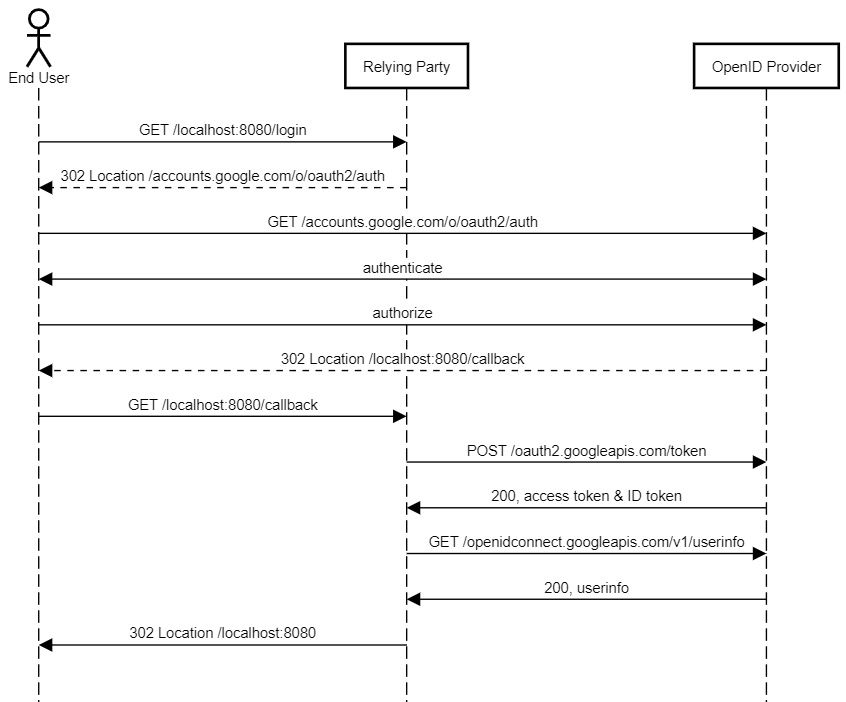 End User
Relying Party
OpenID Provider
GET /localhost:8080/login
302 Location /accounts.google.com/o/oauth2/auth
GET /accounts.google.com/o/oauth2/auth
authenticate
authorize
302 Location /localhost:8080/callback
GET /localhost:8080/callback
POST /oauth2.googleapis.com/token
200, access token & ID token
GET /openidconnect.googleapis.com/v1/userinfo
200, userinfo
302 Location /localhost:8080